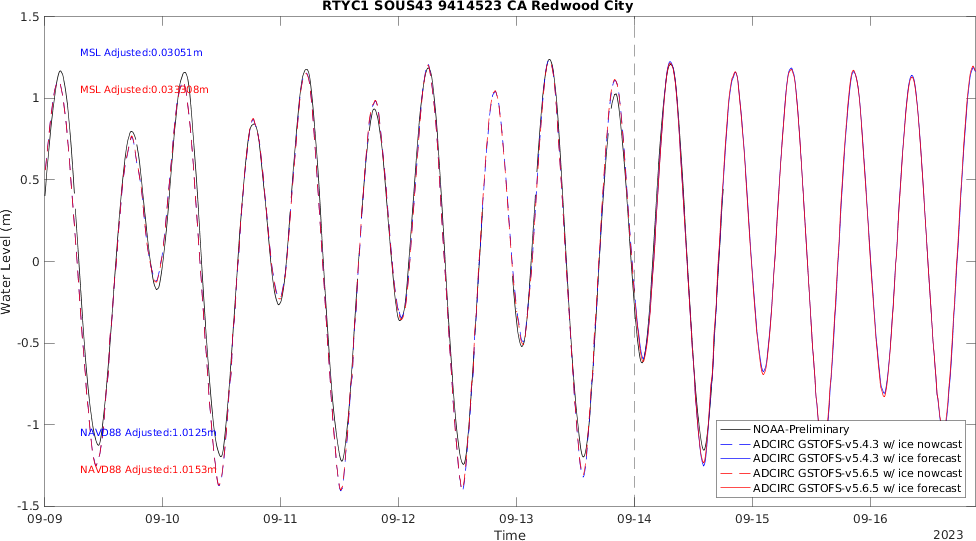 RTYC1 SOUS43 9414523 CA Redwood City
1.5
MSL Adjusted:0.03051m
MSL Adjusted:0.033308m
1
0.5
Water Level (m)
0
-0.5
-1
NAVD88 Adjusted:1.0125m
NAVD88 Adjusted:1.0153m
-1.5
NOAA-Preliminary
ADCIRC GSTOFS-v5.4.3 w/ ice nowcast
ADCIRC GSTOFS-v5.4.3 w/ ice forecast
ADCIRC GSTOFS-v5.6.5 w/ ice nowcast
ADCIRC GSTOFS-v5.6.5 w/ ice forecast
09-09 09-10 09-11 09-12 09-13 09-14 09-15 09-16
Time
2023